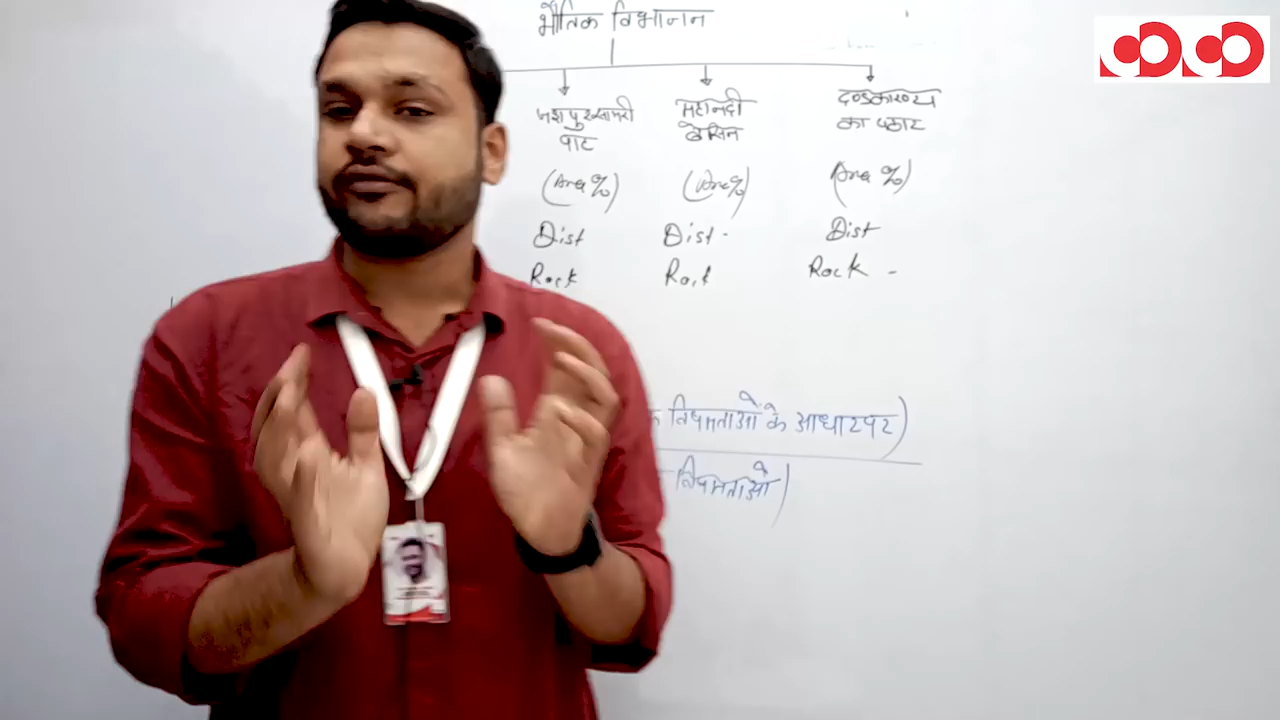 भौतिक विभाजन
जशपुर सामरी
पाट
(Area %)
Dist
Rock
महानदी
बेसिन
(Area %)
Dist.
Rock
दण्डकारण्य
का पठार
(Area %)
Dist
Rock -
विषमताओं के आधार पर)
विषमताओं)